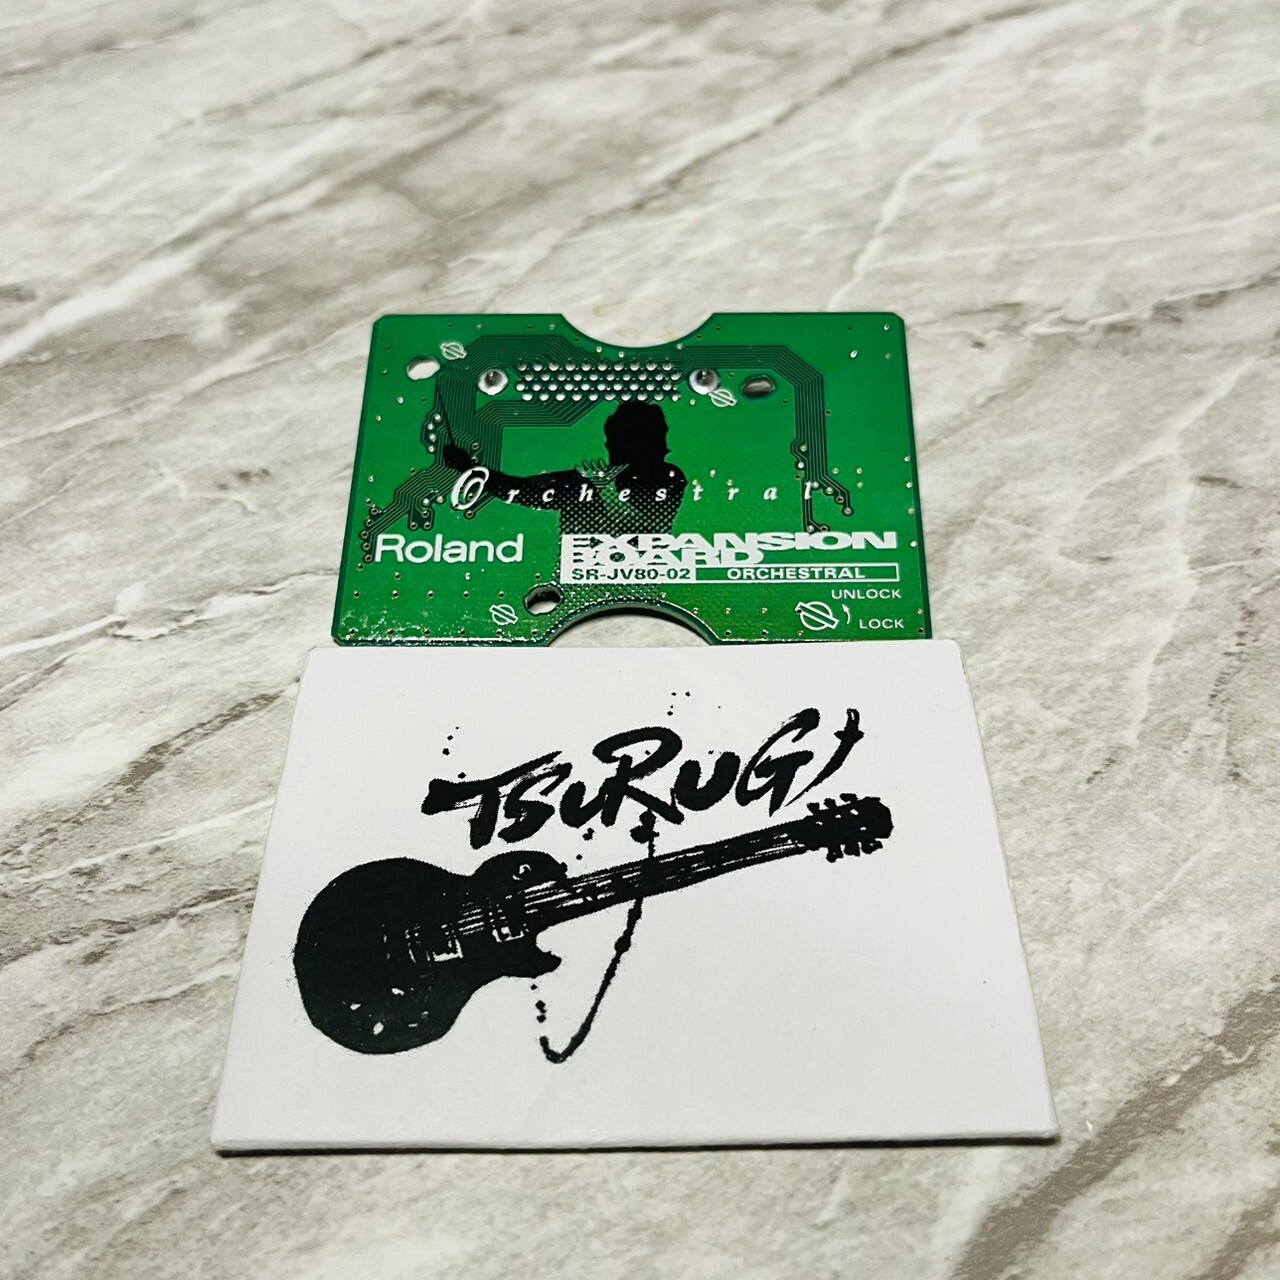 Orchestral
Roland
EXPANSION
BOARD
SR-JV80-02 ORCHESTRAL
UNLOCK
LOCK
TSURUGI